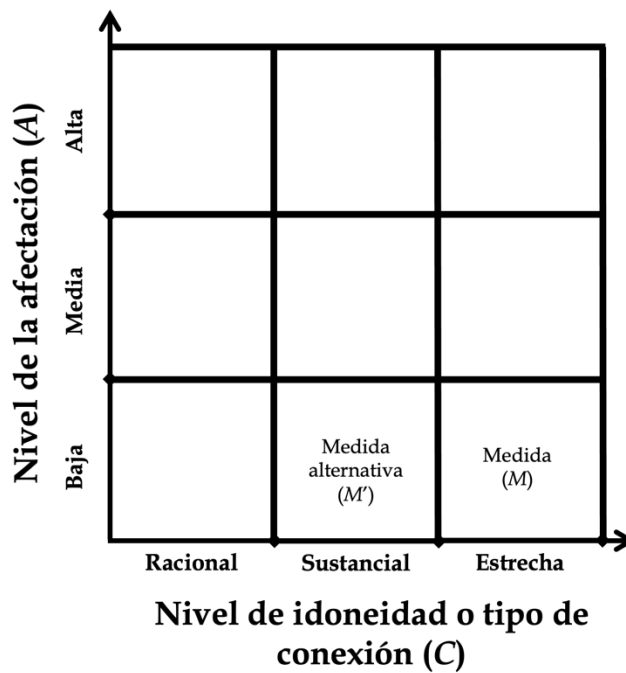 Nivel de la afectación (A)
Alta
Media
Baja
Medida
alternativa
(M′)
Medida
(M)
Racional
Sustancial
Estrecha
Nivel de idoneidad o tipo de
conexión (C)